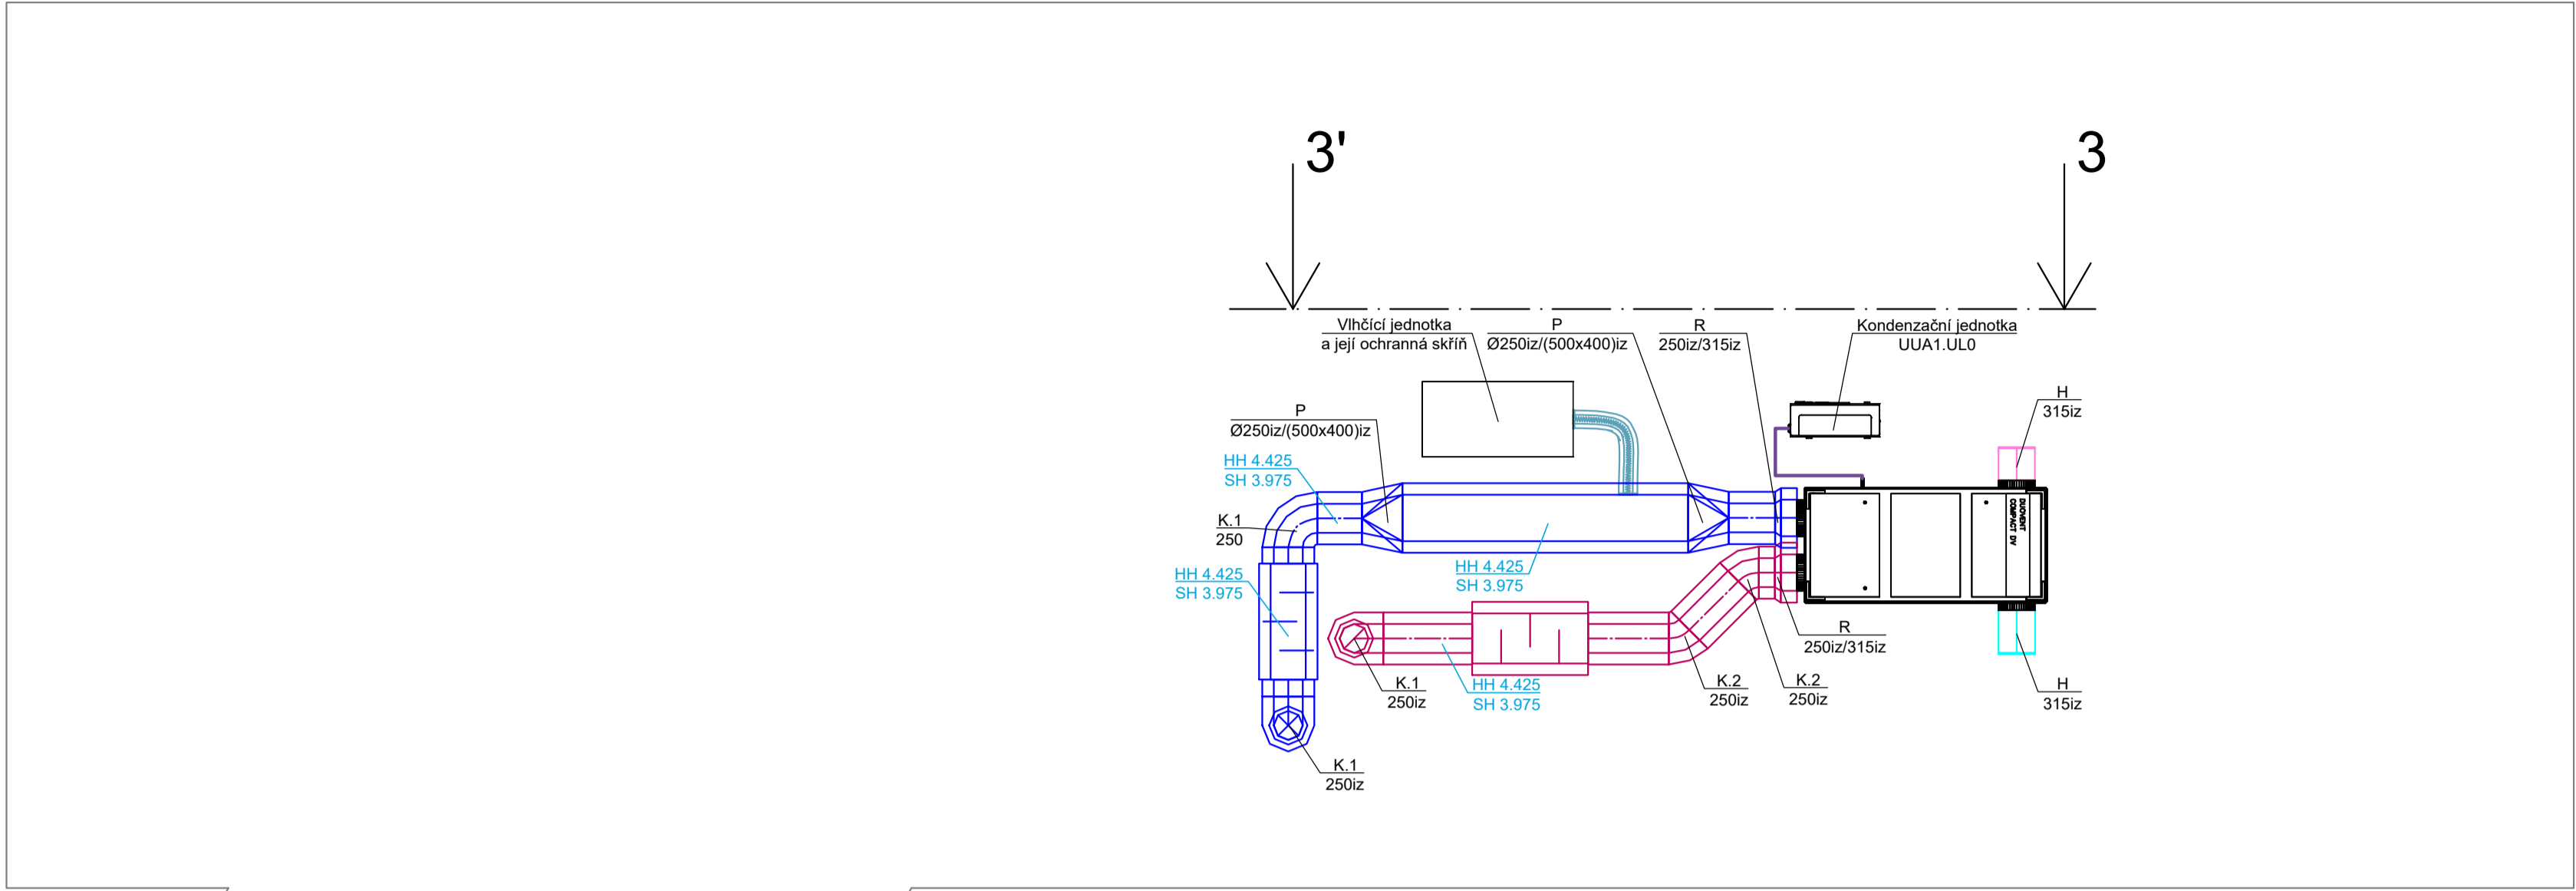 3'
3
Vlhčící jednotka
a její ochranná skříň
P
Ø250iz/(500x400)iz
R
250iz/315iz
Kondenzační jednotka
UUA1.UL0
H
315iz
P
Ø250iz/(500x400)iz
HH 4.425
SH 3.975
K.1
250
DUOVENT
COMPACT DV
HH 4.425
SH 3.975
HH 4.425
SH 3.975
R
250iz/315iz
K.1
250iz
HH 4.425
SH 3.975
K.2
250iz
K.2
250iz
H
315iz
K.1
250iz